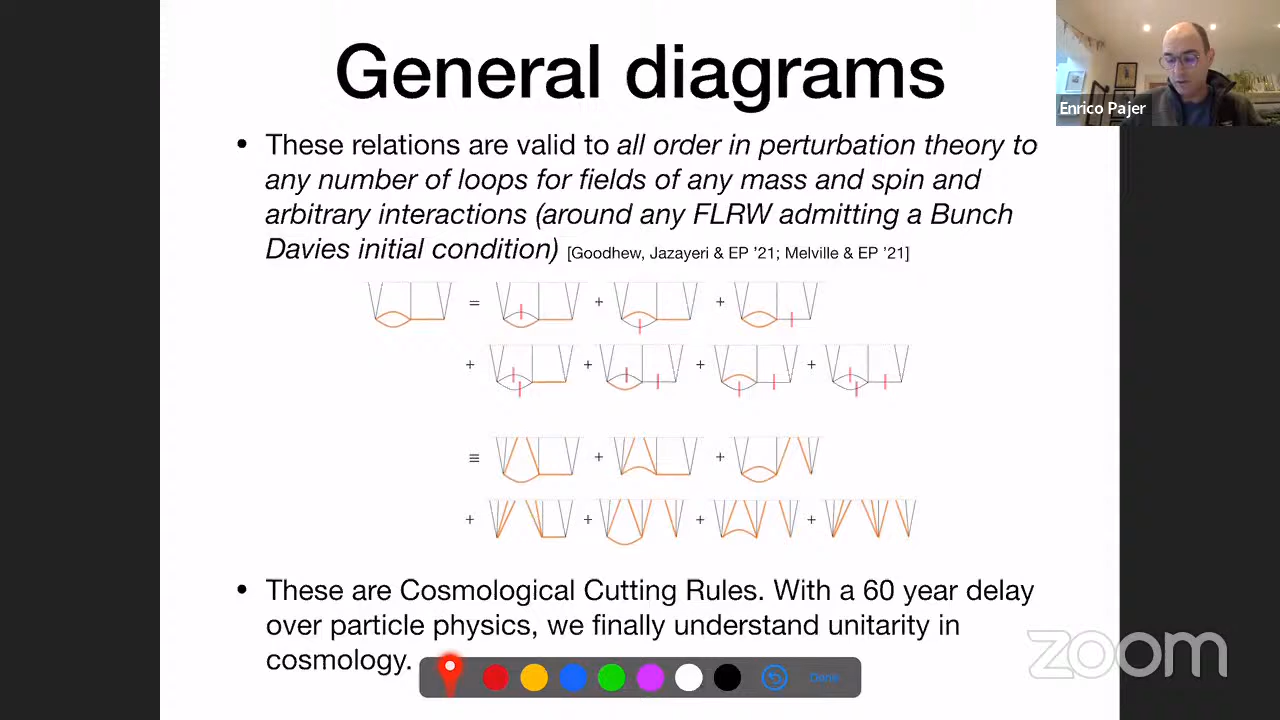 General diagrams
Enrico Pajer
• These relations are valid to all order in perturbation theory to
any number of loops for fields of any mass and spin and
arbitrary interactions (around any FLRW admitting a Bunch
Davies initial condition) [Goodhew, Jazayeri & EP '21; Melville & EP '21]
= + +
+ + + +
≡ + +
+ + + +
• These are Cosmological Cutting Rules. With a 60 year delay
over particle physics, we finally understand unitarity in
cosmology.
Done
zoom